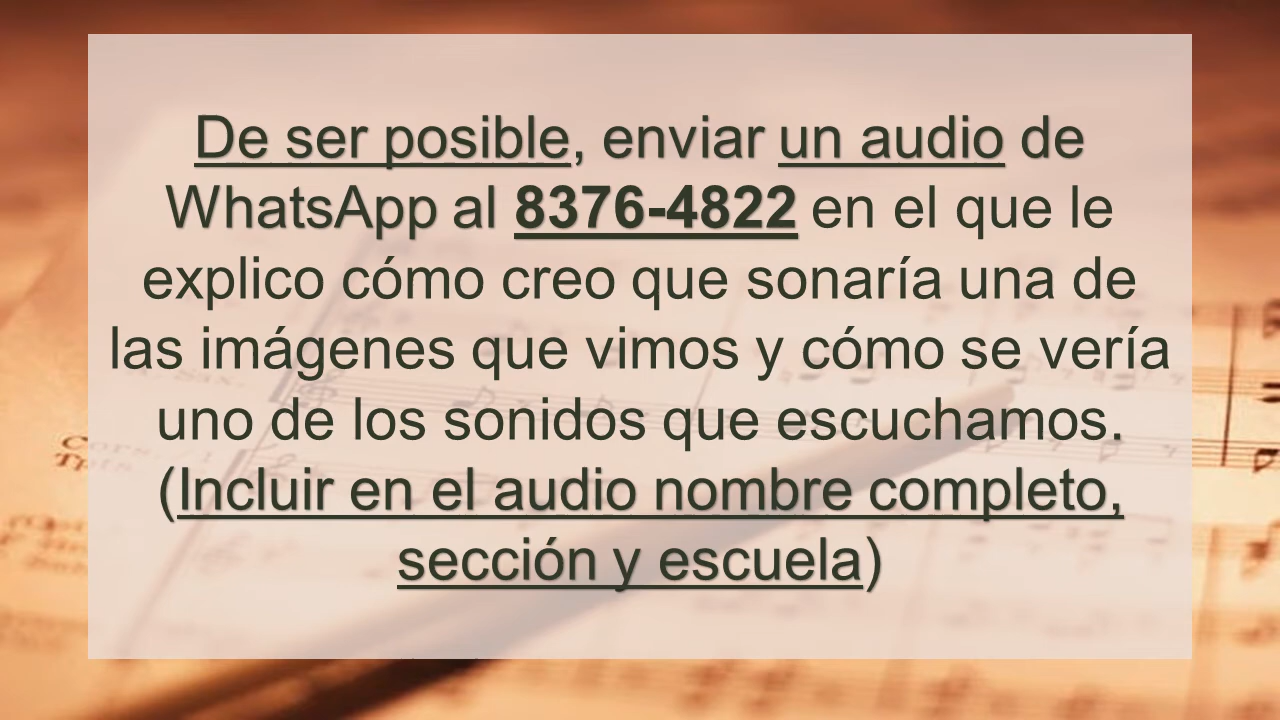 De ser posible, enviar un audio de
WhatsApp al 8376-4822 en el que le
explico cómo creo que sonaría una de
las imágenes que vimos y cómo se vería
uno de los sonidos que escuchamos.
(Incluir en el audio nombre completo,
sección y escuela)